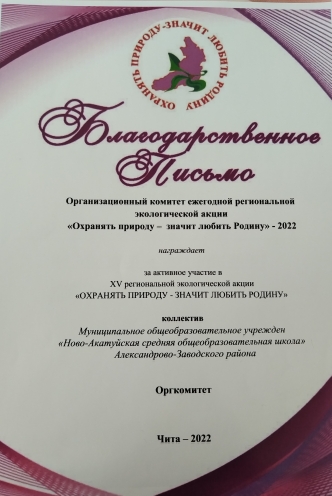 ОХРАНЯТЬ ПРИРОДУ-ЗНАЧИТ ЛЮБИТЬ РОДИНУ
Благодарственное
Письмо
Организационный комитет ежегодной региональной
экологической акции
«Охранять природу – значит любить Родину» - 2022
награждает
за активное участие в
XV региональной экологической акции
«ОХРАНЯТЬ ПРИРОДУ - ЗНАЧИТ ЛЮБИТЬ РОДИНУ»
коллектив
Муниципальное общеобразовательное учрежден
«Ново-Акатуйская средняя общеобразовательная школа»
Александрово-Заводского района
Оргкомитет
Чита – 2022